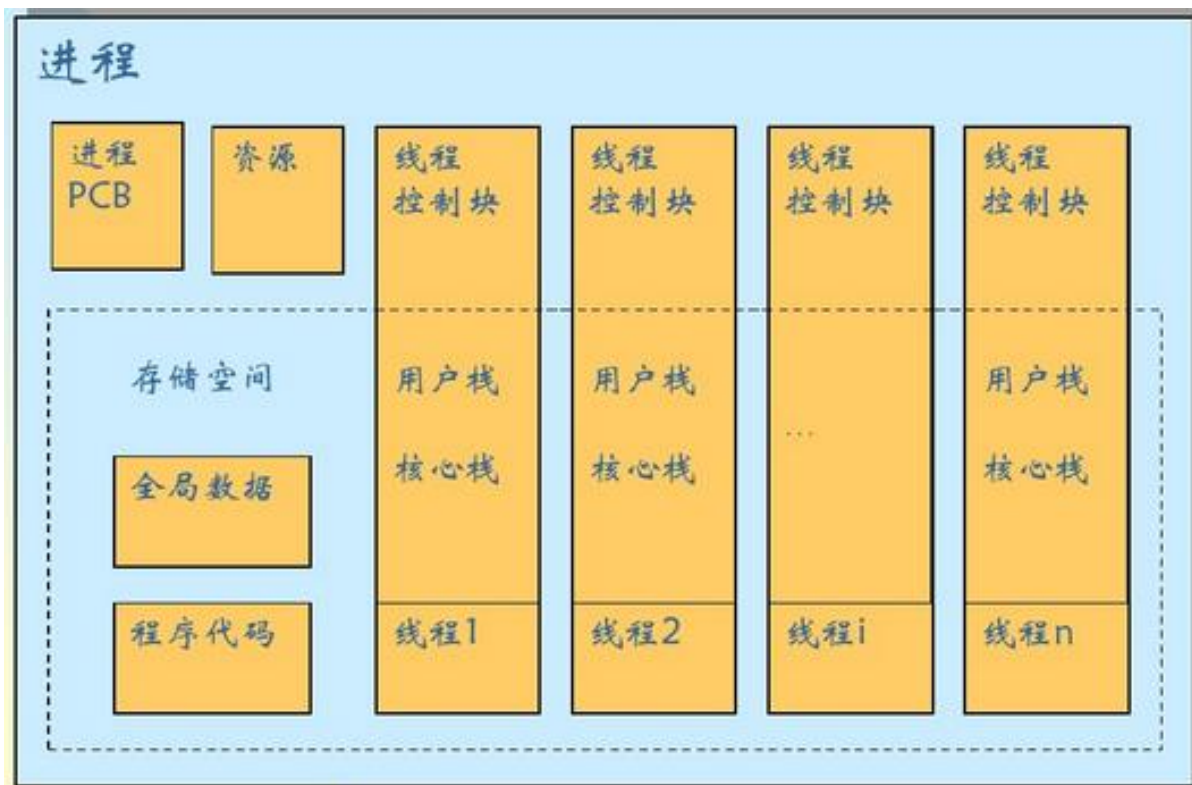 进程
进程
PCB
资源
线程
控制块
线程
控制块
线程
控制块
线程
控制块
存储空间
用户栈
用户栈
...
用户栈
全局数据
核心栈
核心栈
核心栈
程序代码
线程1
线程2
线程i
线程n